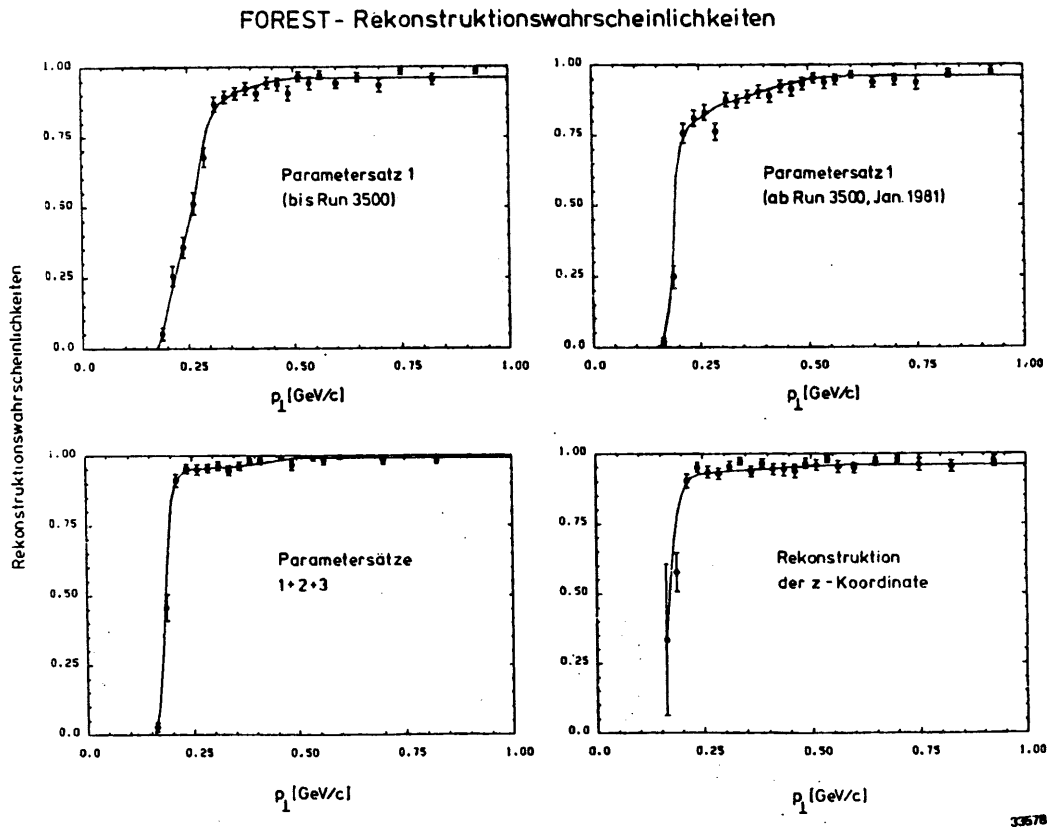 FOREST - Rekonstruktionswahrscheinlichkeiten
Rekonstruktionswahrscheinlichkeiten
1.00
0.75
0.50
0.25
0.0
Parametersatz 1
(bis Run 3500)
0.0 0.25 0.50 0.75 1.00
p⊥ [GeV/c]
1.00
0.75
0.50
0.25
0.0
Parametersatz 1
(ab Run 3500, Jan. 1981)
0.0 0.25 0.50 0.75 1.00
p⊥ [GeV/c]
1.00
0.75
0.50
0.25
0.0
Parametersätze
1+2+3
0.0 0.25 0.50 0.75 1.00
p⊥ [GeV/c]
1.00
0.75
0.50
0.25
0.0
Rekonstruktion
der z - Koordinate
0.0 0.25 0.50 0.75 1.00
p⊥ [GeV/c]
33578